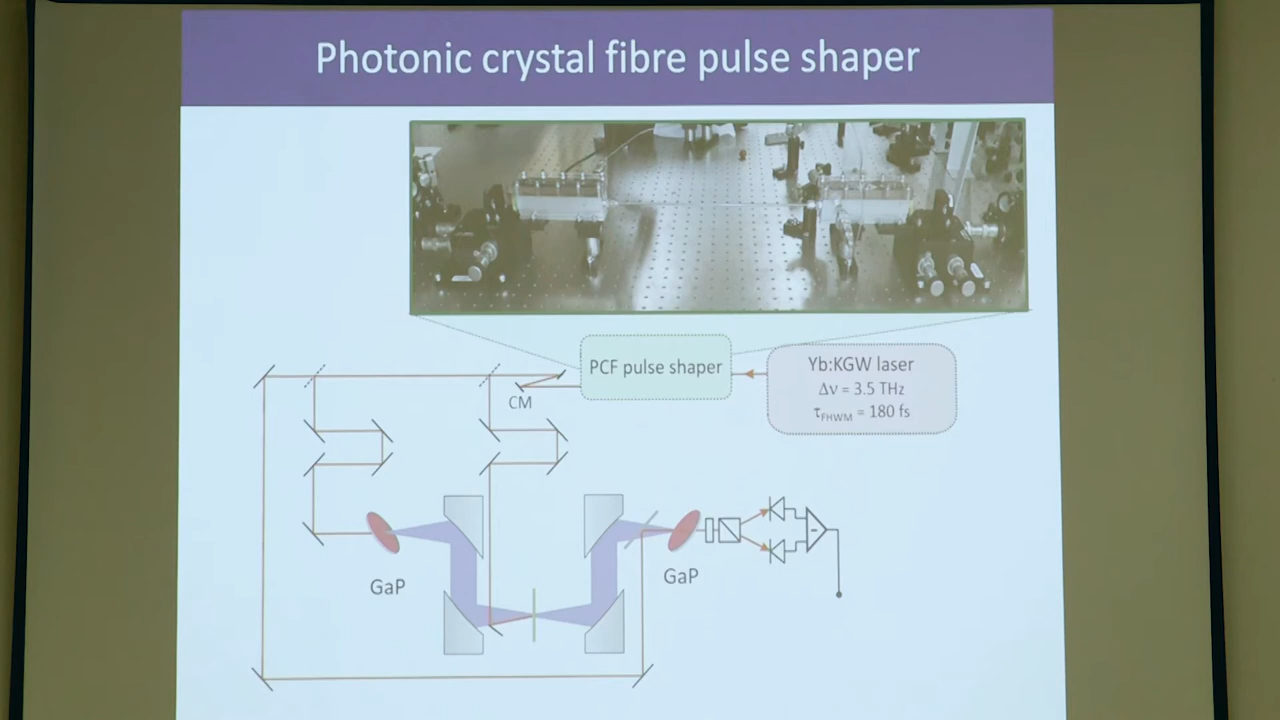 Photonic crystal fibre pulse shaper
PCF pulse shaper
Yb:KGW laser
Δν = 3.5 THz
τFHWM = 180 fs
CM
GaP
GaP
-